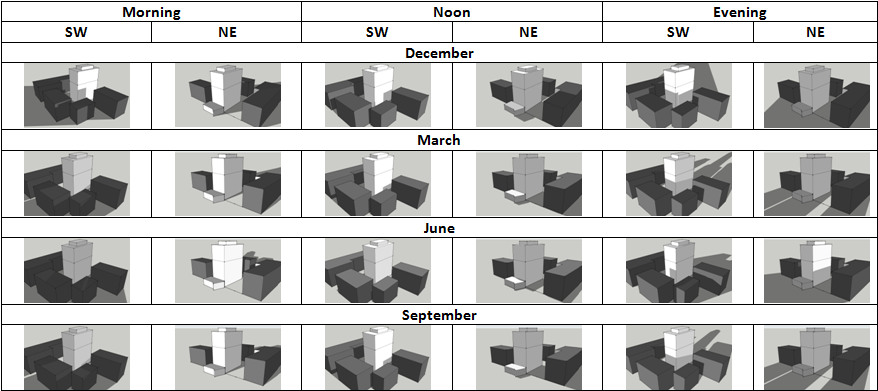 Morning Noon Evening
SW NE SW NE SW NE
December
March
June
September